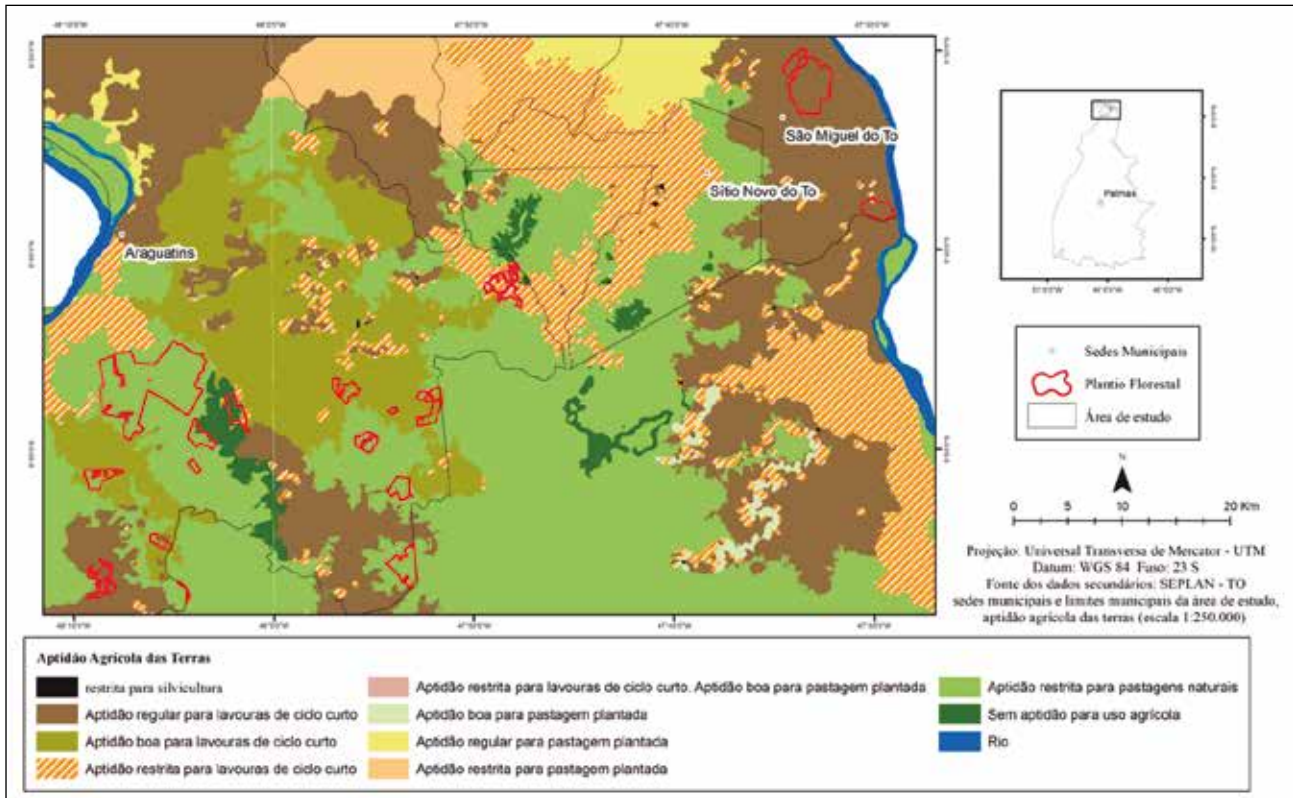 São Miguel do To
Sítio Novo do To
Araguatins
Palmas
Sedes Municipais
Plantio Florestal
Área de estudo
N
0 5 10 20 Km
Projeção: Universal Transversa de Mercator - UTM
Datum: WGS 84 Fuso: 23 S
Fonte dos dados secundários: SEPLAN - TO
sedes municipais e limites municipais da área de estudo,
aptidão agrícola das terras (escala 1:250.000)
Aptidão Agrícola das Terras
restrita para silvicultura
Aptidão regular para lavouras de ciclo curto
Aptidão boa para lavouras de ciclo curto
Aptidão restrita para lavouras de ciclo curto
Aptidão restrita para lavouras de ciclo curto. Aptidão boa para pastagem plantada
Aptidão boa para pastagem plantada
Aptidão regular para pastagem plantada
Aptidão restrita para pastagem plantada
Aptidão restrita para pastagens naturais
Sem aptidão para uso agrícola
Rio